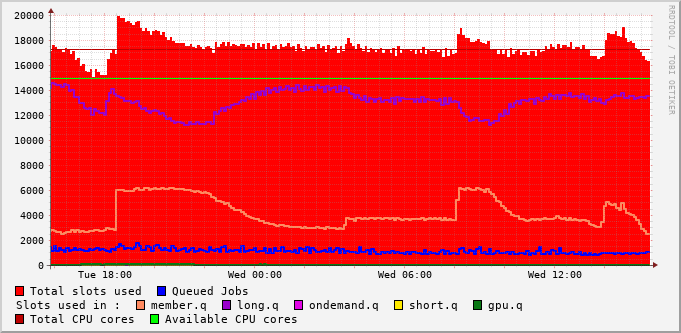 20000
18000
16000
14000
12000
10000
8000
6000
4000
2000
0
Tue 18:00 Wed 00:00 Wed 06:00 Wed 12:00
Total slots used Queued Jobs
Slots used in : member.q long.q ondemand.q short.q gpu.q
Total CPU cores Available CPU cores
RRDTOOL / TOBI OETIKER